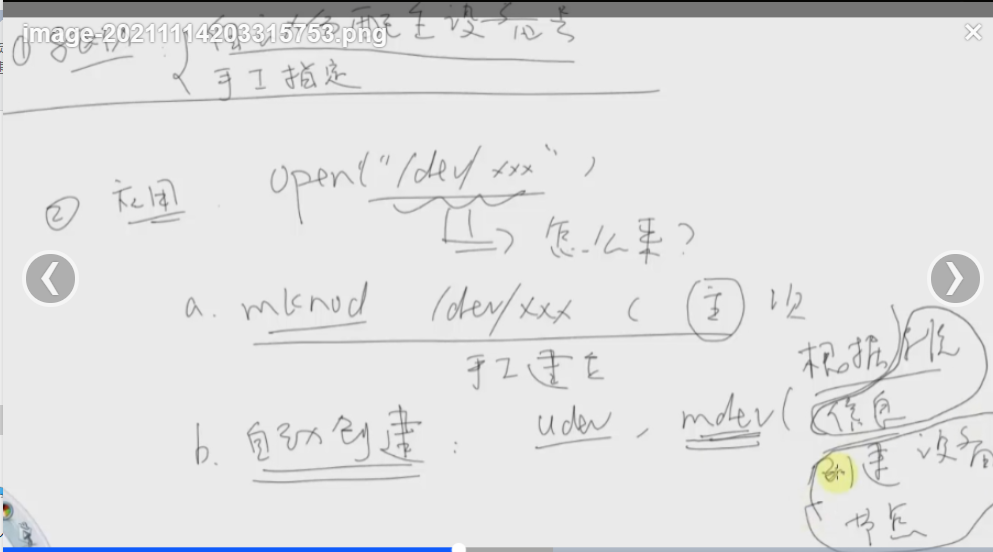 image-20211114203315753.png
① 驱动 : { 自动分配主设备号
手工指定
② 应用 open("/dev/xxx",
怎么来?
a. mknod /dev/xxx c 主 次
手工建立
b. 自动创建 : udev, mdev(
根据系统
信息
创建设备
节点